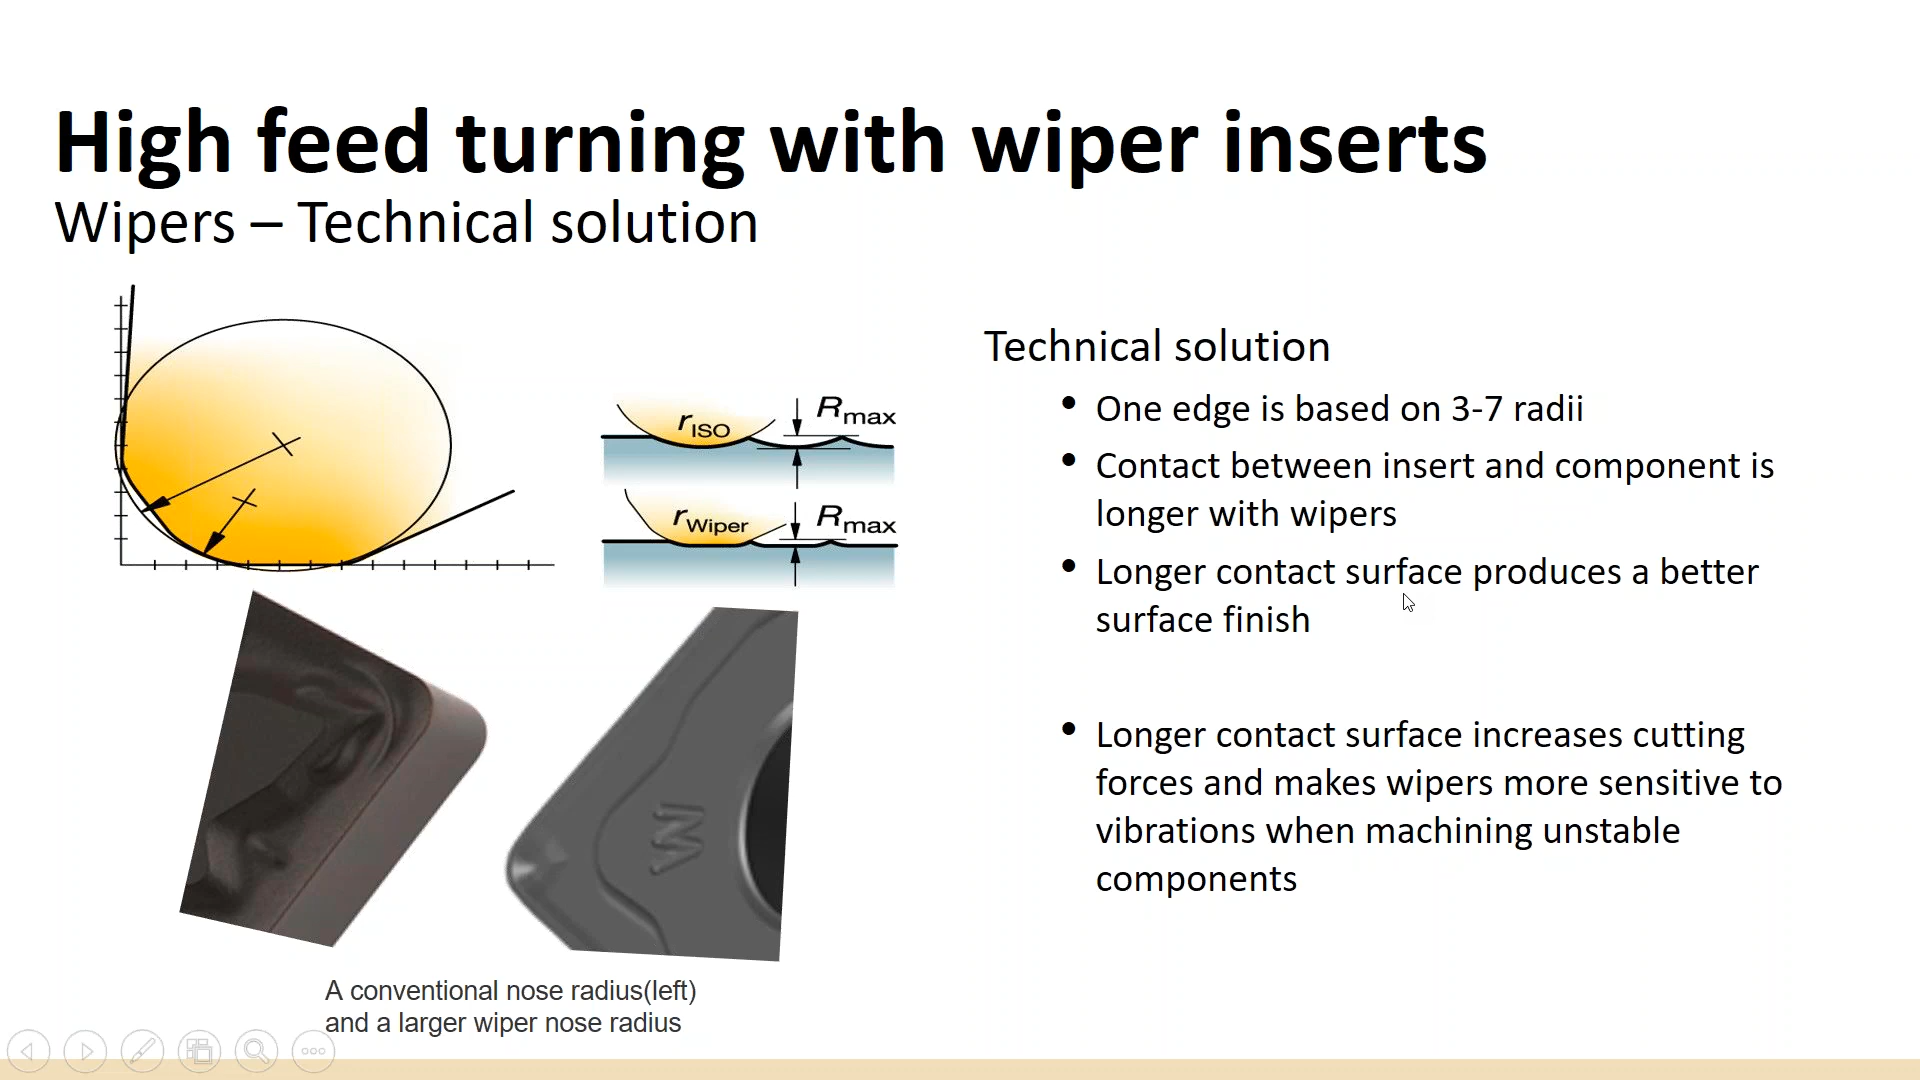 High feed turning with wiper inserts
Wipers – Technical solution
rISO
Rmax
rWiper
Rmax
A conventional nose radius(left)
and a larger wiper nose radius
Technical solution
• One edge is based on 3-7 radii
• Contact between insert and component is
longer with wipers
• Longer contact surface produces a better
surface finish
• Longer contact surface increases cutting
forces and makes wipers more sensitive to
vibrations when machining unstable
components